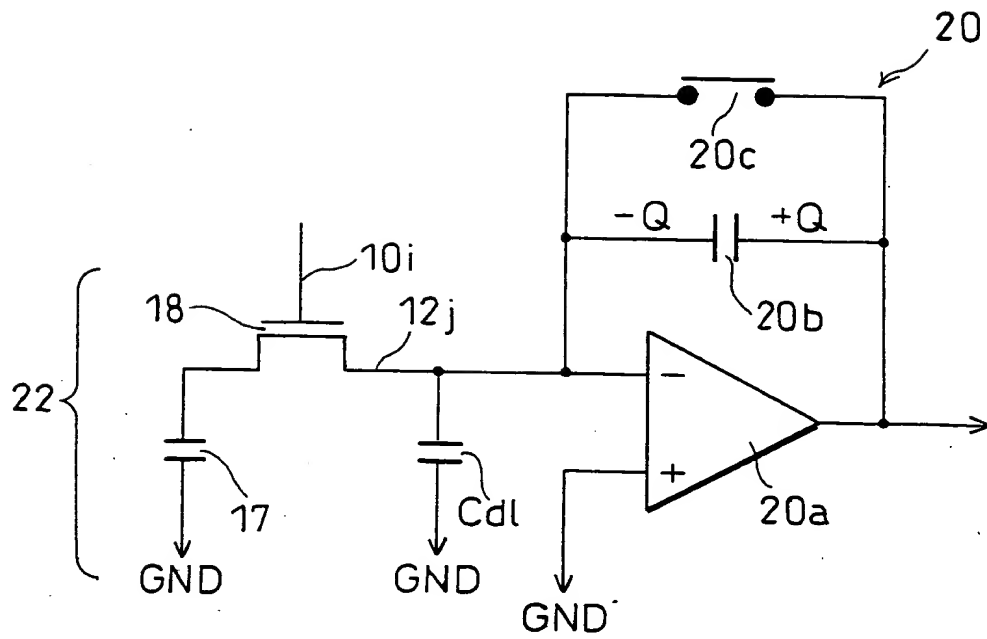 20
20c
-Q
+Q
10i
20b
18
12j
22
-
+
17
Cdl
20a
GND
GND
GND